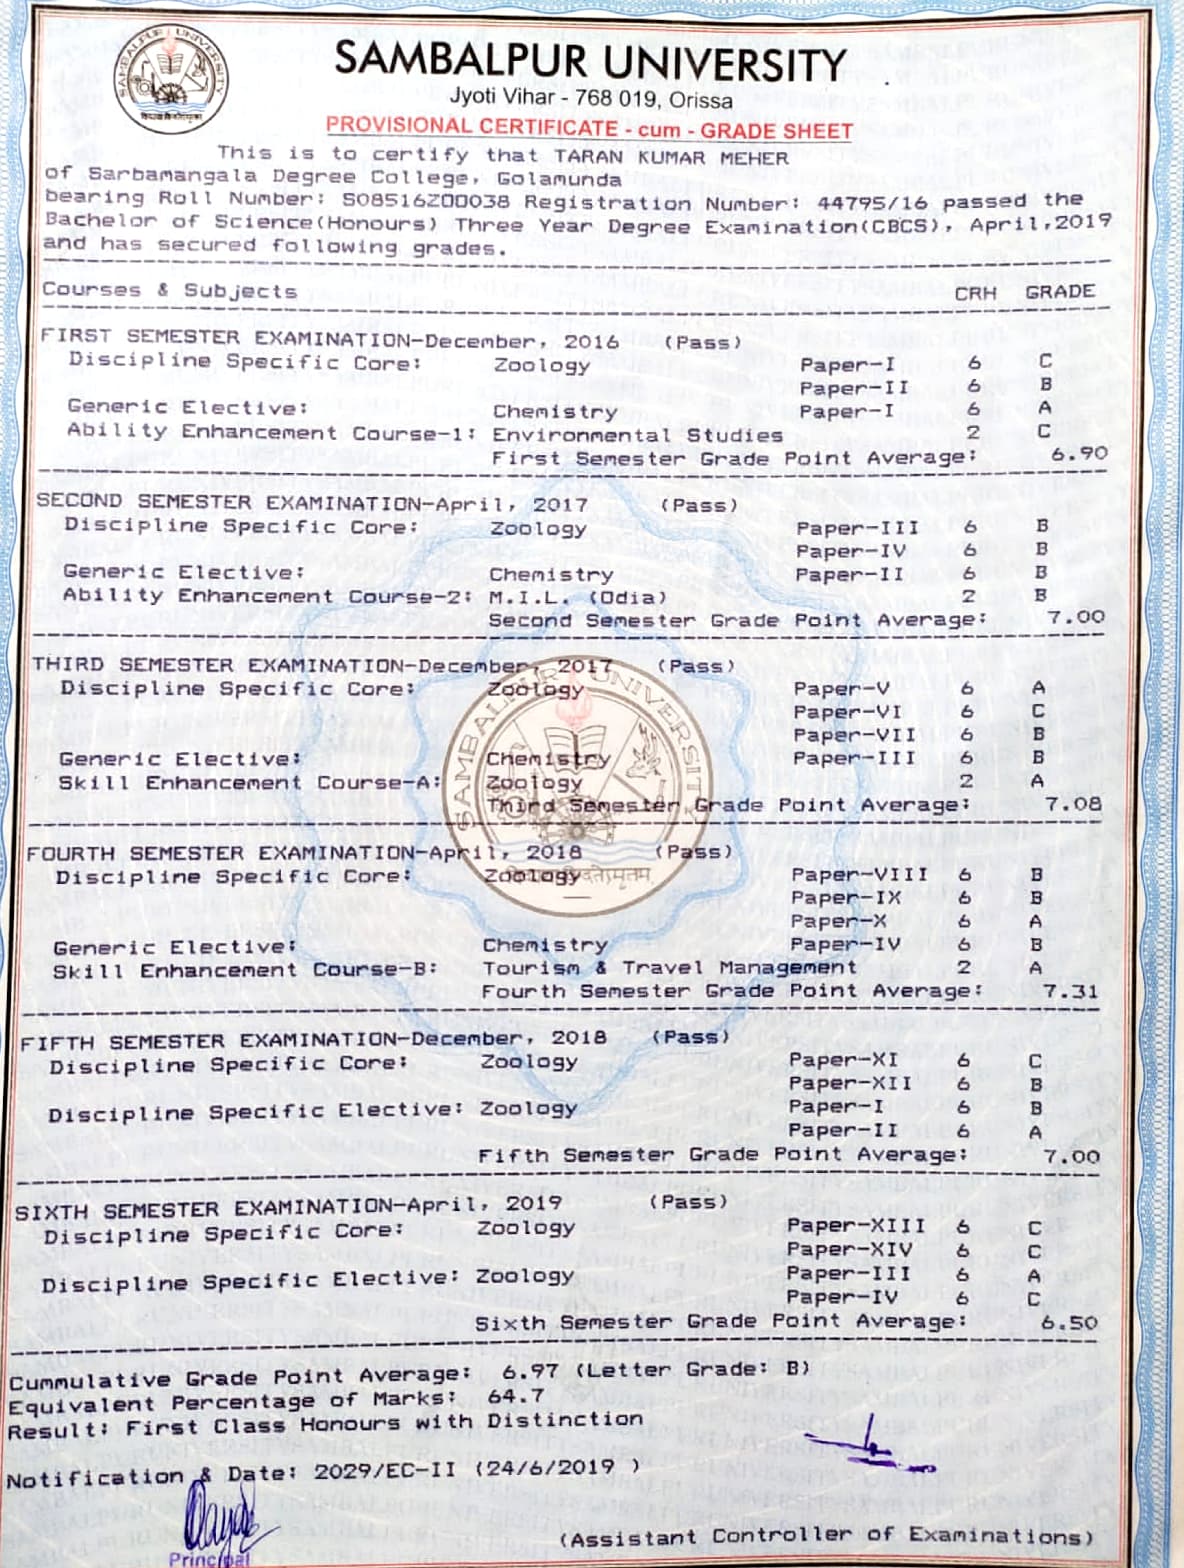 SAMBALPUR UNIVERSITY
SAMBALPUR UNIVERSITY
Jyoti Vihar - 768 019, Orissa
PROVISIONAL CERTIFICATE - cum - GRADE SHEET
This is to certify that TARAN KUMAR MEHER
of Sarbamangala Degree College, Golamunda
bearing Roll Number: S08516Z00038 Registration Number: 44795/16 passed the
Bachelor of Science(Honours) Three Year Degree Examination(CBCS), April,2019
and has secured following grades.
Courses & Subjects CRH GRADE
FIRST SEMESTER EXAMINATION-December, 2016 (Pass)
Discipline Specific Core: Zoology Paper-I 6 C
Paper-II 6 B
Generic Elective: Chemistry Paper-I 6 A
Ability Enhancement Course-1: Environmental Studies 2 C
First Semester Grade Point Average: 6.90
SECOND SEMESTER EXAMINATION-April, 2017 (Pass)
Discipline Specific Core: Zoology Paper-III 6 B
Paper-IV 6 B
Generic Elective: Chemistry Paper-II 6 B
Ability Enhancement Course-2: M.I.L. (Odia) 2 B
Second Semester Grade Point Average: 7.00
THIRD SEMESTER EXAMINATION-December, 2017 (Pass)
Discipline Specific Core: Zoology Paper-V 6 A
Paper-VI 6 C
Paper-VII 6 B
Generic Elective: Chemistry Paper-III 6 B
Skill Enhancement Course-A: Zoology 2 A
Third Semester Grade Point Average: 7.08
SAMBALPUR UNIVERSITY
FOURTH SEMESTER EXAMINATION-April, 2018 (Pass)
Discipline Specific Core: Zoology Paper-VIII 6 B
Paper-IX 6 B
Paper-X 6 A
Generic Elective: Chemistry Paper-IV 6 B
Skill Enhancement Course-B: Tourism & Travel Management 2 A
Fourth Semester Grade Point Average: 7.31
FIFTH SEMESTER EXAMINATION-December, 2018 (Pass)
Discipline Specific Core: Zoology Paper-XI 6 C
Paper-XII 6 B
Discipline Specific Elective: Zoology Paper-I 6 B
Paper-II 6 A
Fifth Semester Grade Point Average: 7.00
SIXTH SEMESTER EXAMINATION-April, 2019 (Pass)
Discipline Specific Core: Zoology Paper-XIII 6 C
Paper-XIV 6 C
Discipline Specific Elective: Zoology Paper-III 6 A
Paper-IV 6 C
Sixth Semester Grade Point Average: 6.50
Cummulative Grade Point Average: 6.97 (Letter Grade: B)
Equivalent Percentage of Marks: 64.7
Result: First Class Honours with Distinction
Notification & Date: 2029/EC-II (24/6/2019 )
(Assistant Controller of Examinations)
Principal